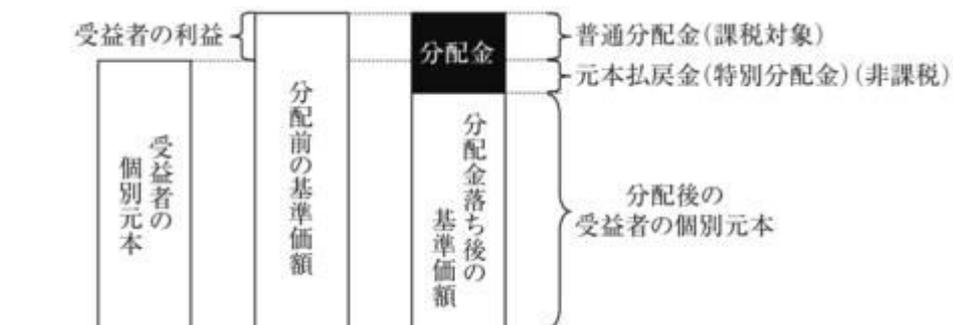 受益者の利益
分配金
普通分配金(課税対象)
元本払戻金(特別分配金)(非課税)
受益者の
個別元本
分配前の基準価額
分配金落ち後の
基準価額
分配後の
受益者の個別元本